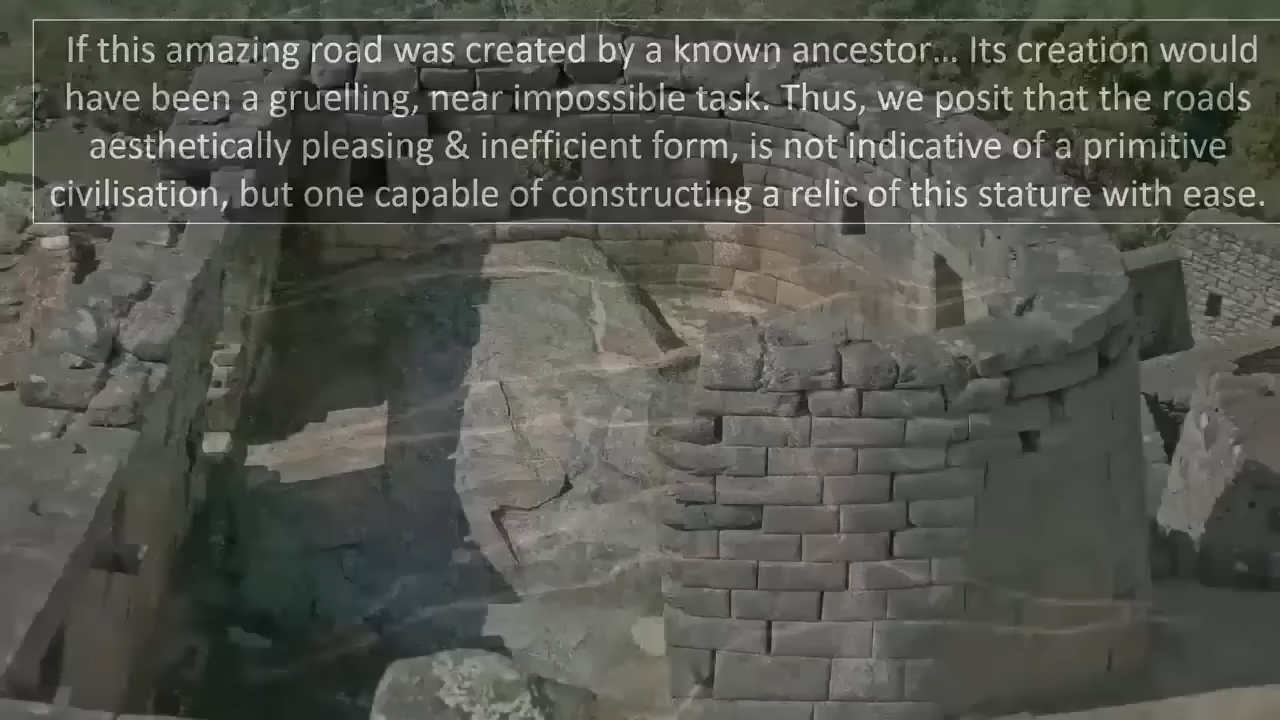 If this amazing road was created by a known ancestor... Its creation would
have been a gruelling, near impossible task. Thus, we posit that the roads
aesthetically pleasing & inefficient form, is not indicative of a primitive
civilisation, but one capable of constructing a relic of this stature with ease.